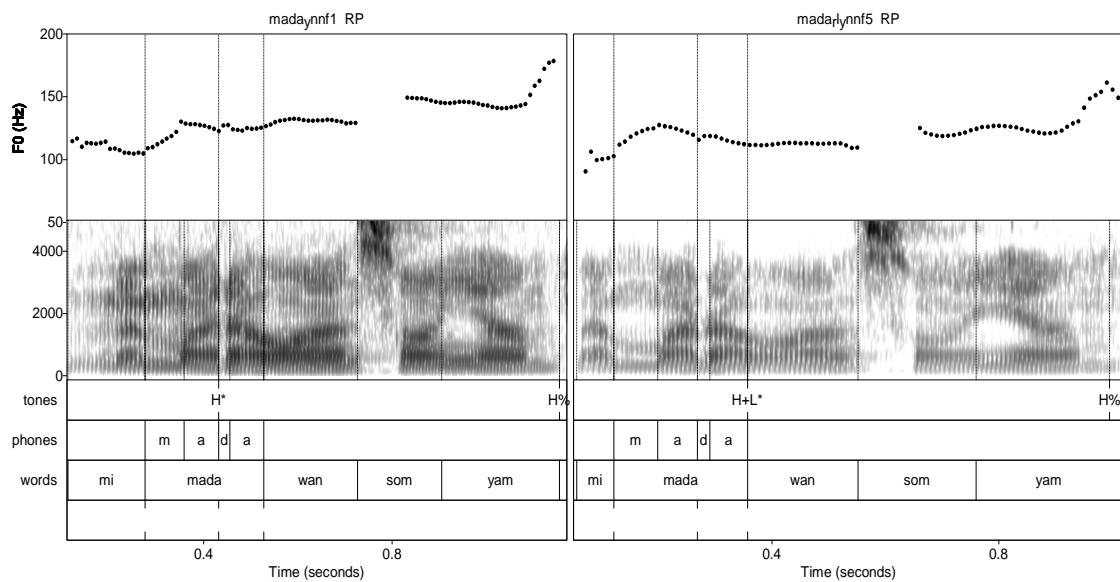 madaynnf1 RP
madarlynnf5 RP
200
150
100
50
F0 (Hz)
4000
2000
0
tones H* H% H+L* H%
phones m a d a m a d a
words mi mada wan som yam mi mada wan som yam
0.4 0.8 0.4 0.8
Time (seconds) Time (seconds)